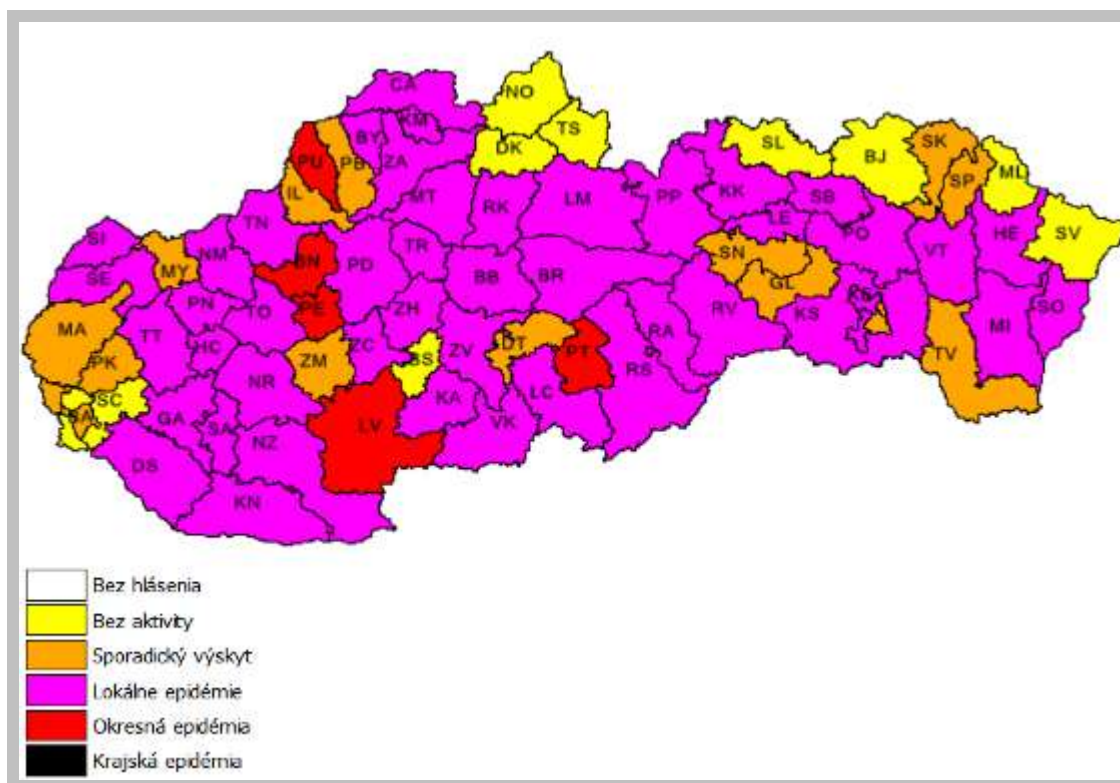 CA
NO
KM
TS
BY
DK
PU
PB
ZA
IL
MT
RK
LM
PP
SL
BJ
SK
SP
ML
KK
SB
LE
PO
SV
HE
VT
TN
SI
NM
SE
MY
BN
PD
TR
BB
BR
SN
GL
RV
KS
SO
MI
PN
PE
TO
ZH
MA
TT
HC
PK
ZM
ZC
BS
ZV
DT
PT
RA
RS
TV
NR
SC
KA
LC
GA
SA
LV
VK
NZ
DS
KN
Bez hlásenia
Bez aktivity
Sporadický výskyt
Lokálne epidémie
Okresná epidémia
Krajská epidémia